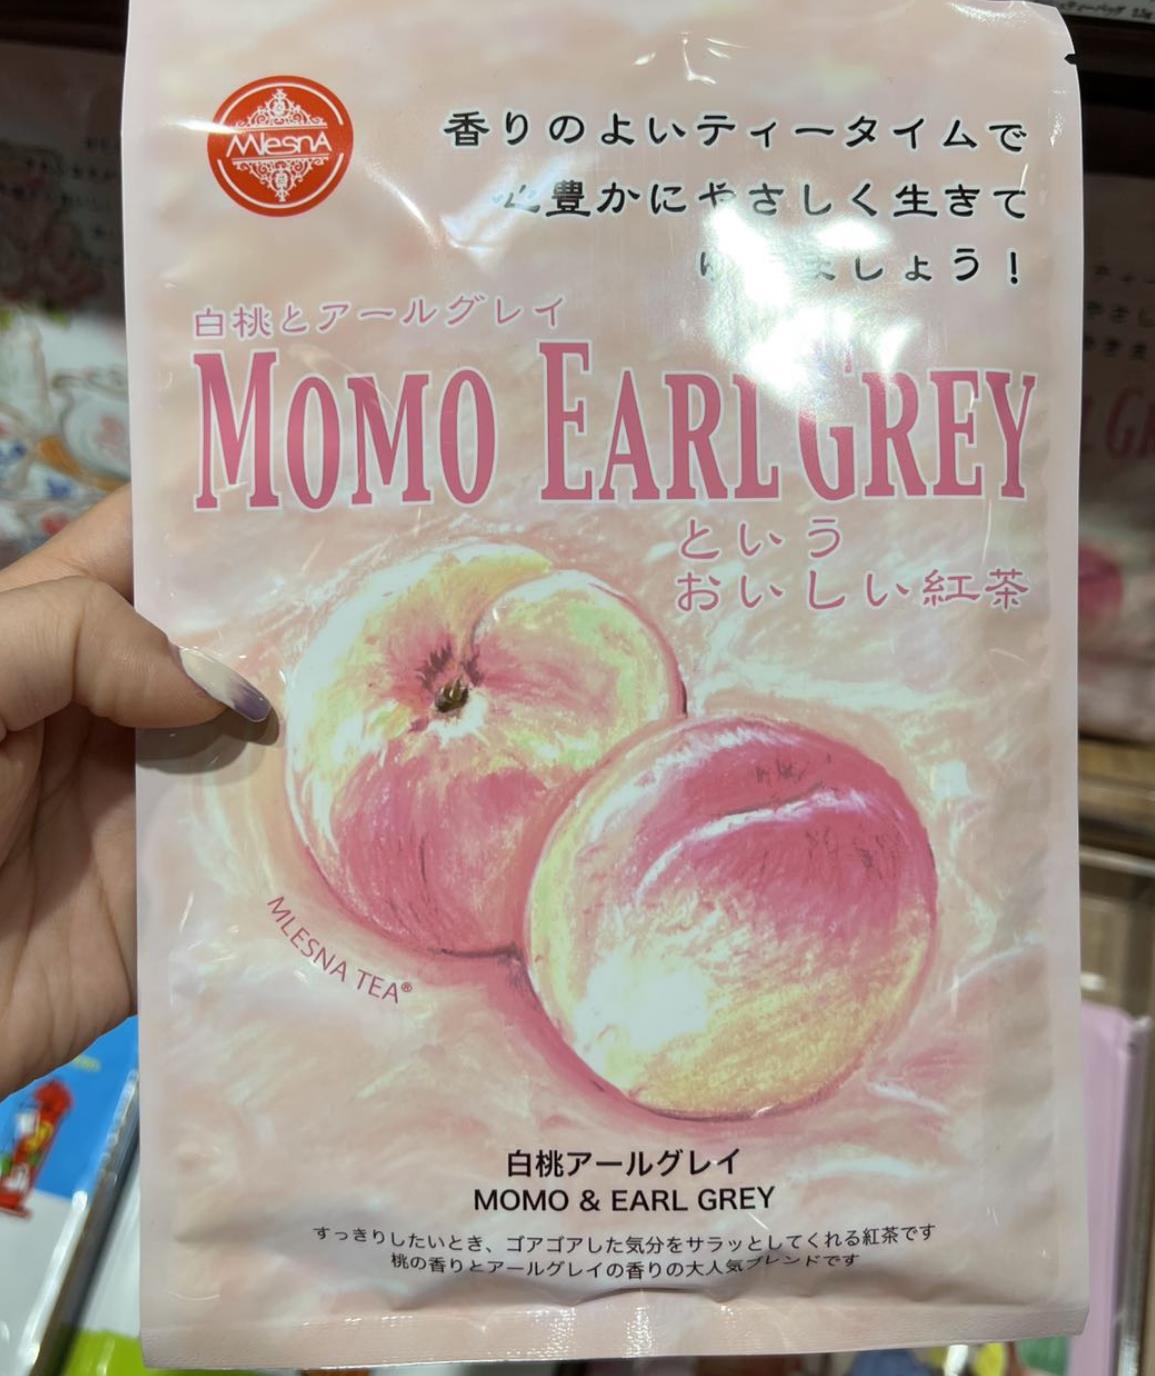 MlesnA
香りのよいティータイムで
心豊かにやさしく生きて
ましょう!
白桃とアールグレイ
MOMO EARL GREY
という
おいしい紅茶
MLESNA TEA®
白桃アールグレイ
MOMO & EARL GREY
すっきりしたいとき、ゴアゴアした気分をサラッとしてくれる紅茶です
桃の香りとアールグレイの香りの大人気ブレンドです